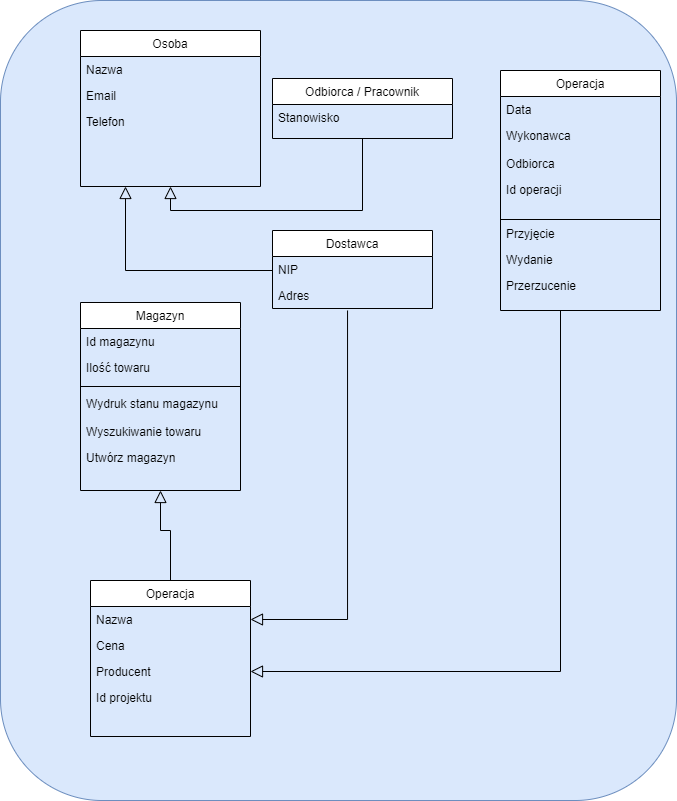 Osoba
Nazwa
Email
Telefon
Odbiorca / Pracownik
Stanowisko
Operacja
Data
Wykonawca
Odbiorca
Id operacji
Przyjęcie
Wydanie
Przerzucenie
Dostawca
NIP
Adres
Magazyn
Id magazynu
Ilość towaru
Wydruk stanu magazynu
Wyszukiwanie towaru
Utwórz magazyn
Operacja
Nazwa
Cena
Producent
Id projektu